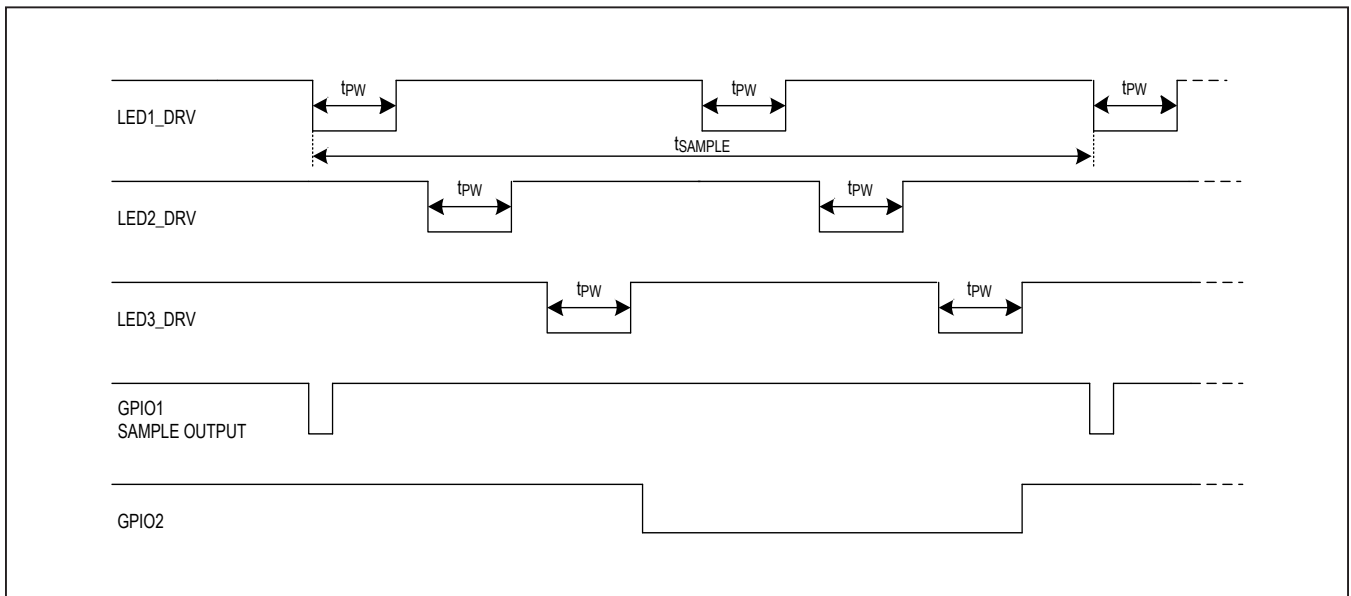 tPW tPW tPW
LED1_DRV
tSAMPLE
tPW tPW
LED2_DRV
tPW tPW
LED3_DRV
GPIO1
SAMPLE OUTPUT
GPIO2